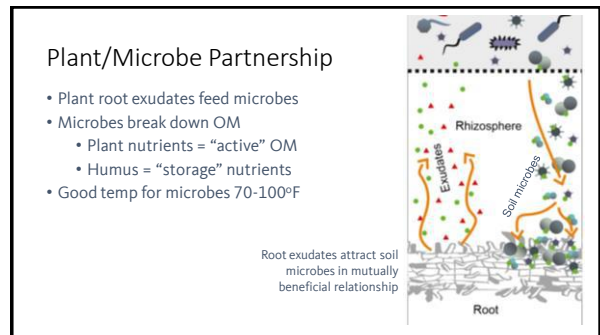 Plant/Microbe Partnership
• Plant root exudates feed microbes
• Microbes break down OM
• Plant nutrients = “active” OM
• Humus = “storage” nutrients
• Good temp for microbes 70-100°F
Root exudates attract soil
microbes in mutually
beneficial relationship
Rhizosphere
Exudates
Soil microbes
Root